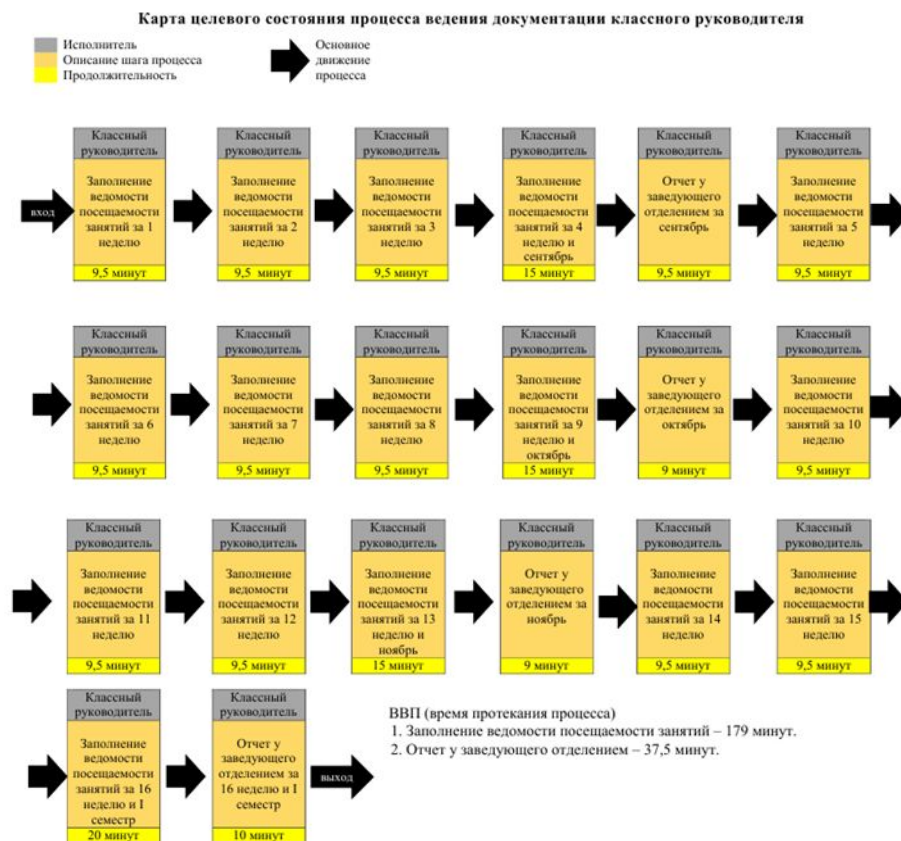 Карта целевого состояния процесса ведения документации классного руководителя
Исполнитель
Описание шага процесса
Продолжительность
Основное
движение
процесса
вход
Классный
руководитель
Заполнение
ведомости
посещаемости
занятий за 1
неделю
9,5 минут
Классный
руководитель
Заполнение
ведомости
посещаемости
занятий за 2
неделю
9,5 минут
Классный
руководитель
Заполнение
ведомости
посещаемости
занятий за 3
неделю
9,5 минут
Классный
руководитель
Заполнение
ведомости
посещаемости
занятий за 4
неделю и
сентябрь
15 минут
Классный
руководитель
Отчет у
заведующего
отделением за
сентябрь
9,5 минут
Классный
руководитель
Заполнение
ведомости
посещаемости
занятий за 5
неделю
9,5 минут
Классный
руководитель
Заполнение
ведомости
посещаемости
занятий за 6
неделю
9,5 минут
Классный
руководитель
Заполнение
ведомости
посещаемости
занятий за 7
неделю
9,5 минут
Классный
руководитель
Заполнение
ведомости
посещаемости
занятий за 8
неделю
9,5 минут
Классный
руководитель
Заполнение
ведомости
посещаемости
занятий за 9
неделю и
октябрь
15 минут
Классный
руководитель
Отчет у
заведующего
отделением за
октябрь
9 минут
Классный
руководитель
Заполнение
ведомости
посещаемости
занятий за 10
неделю
9,5 минут
Классный
руководитель
Заполнение
ведомости
посещаемости
занятий за 11
неделю
9,5 минут
Классный
руководитель
Заполнение
ведомости
посещаемости
занятий за 12
неделю
9,5 минут
Классный
руководитель
Заполнение
ведомости
посещаемости
занятий за 13
неделю и
ноябрь
15 минут
Классный
руководитель
Отчет у
заведующего
отделением за
ноябрь
9 минут
Классный
руководитель
Заполнение
ведомости
посещаемости
занятий за 14
неделю
9,5 минут
Классный
руководитель
Заполнение
ведомости
посещаемости
занятий за 15
неделю
9,5 минут
Классный
руководитель
Заполнение
ведомости
посещаемости
занятий за 16
неделю и I
семестр
20 минут
Классный
руководитель
Отчет у
заведующего
отделением за
16 неделю и I
семестр
10 минут
выход
ВВП (время протекания процесса)
1. Заполнение ведомости посещаемости занятий – 179 минут.
2. Отчет у заведующего отделением – 37,5 минут.